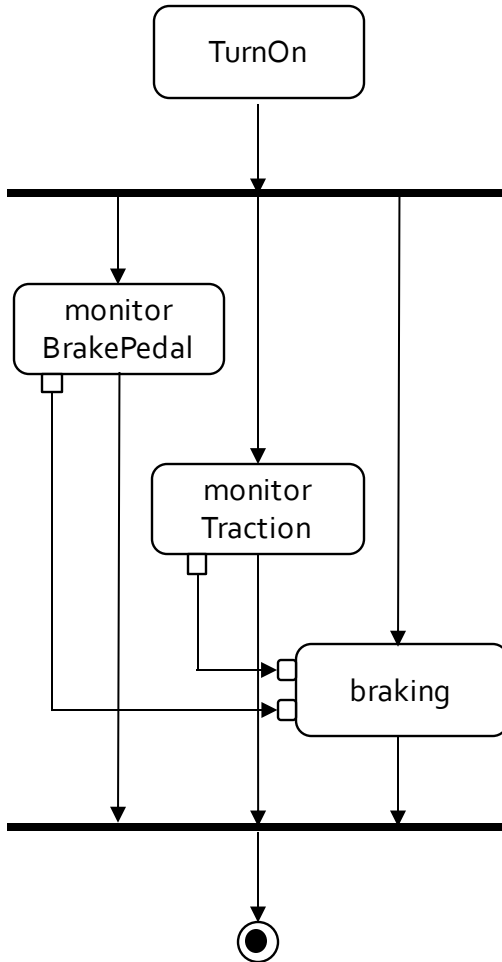 TurnOn
monitor
BrakePedal
monitor
Traction
braking